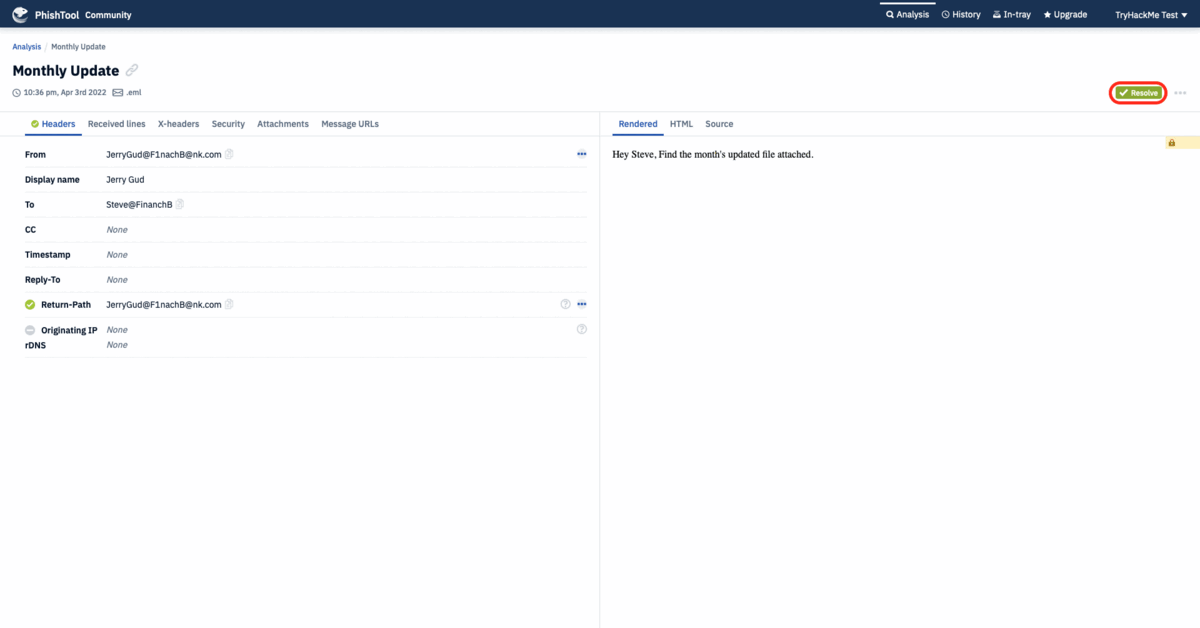 PhishTool Community
Analysis History In-tray Upgrade TryHackMe Test
Analysis / Monthly Update
Monthly Update
10:36 pm, Apr 3rd 2022 .eml
Resolve
Headers Received lines X-headers Security Attachments Message URLs
From JerryGud@F1nachB@nk.com
Display name Jerry Gud
To Steve@FinanchB
CC None
Timestamp None
Reply-To None
Return-Path JerryGud@F1nachB@nk.com
Originating IP None
rDNS None
Rendered HTML Source
Hey Steve, Find the month's updated file attached.